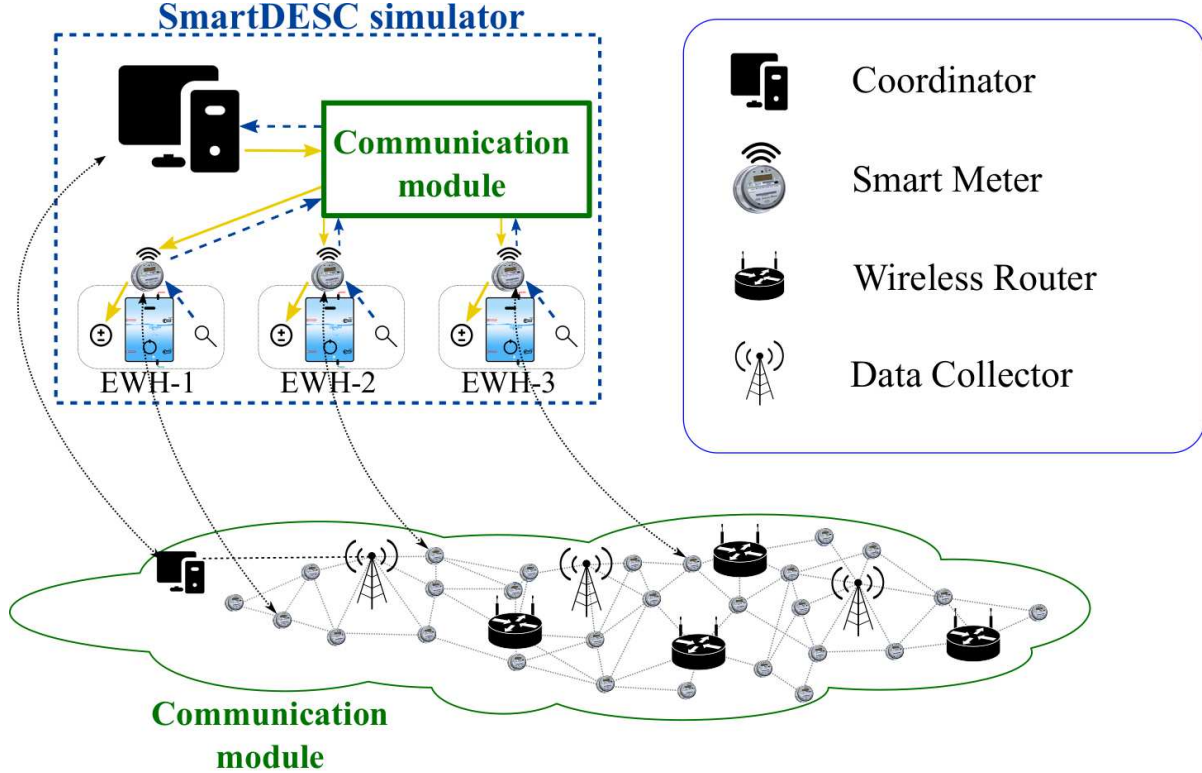 SmartDESC simulator
Communication
module
EWH-1
EWH-2
EWH-3
Coordinator
Smart Meter
Wireless Router
Data Collector
Communication
module